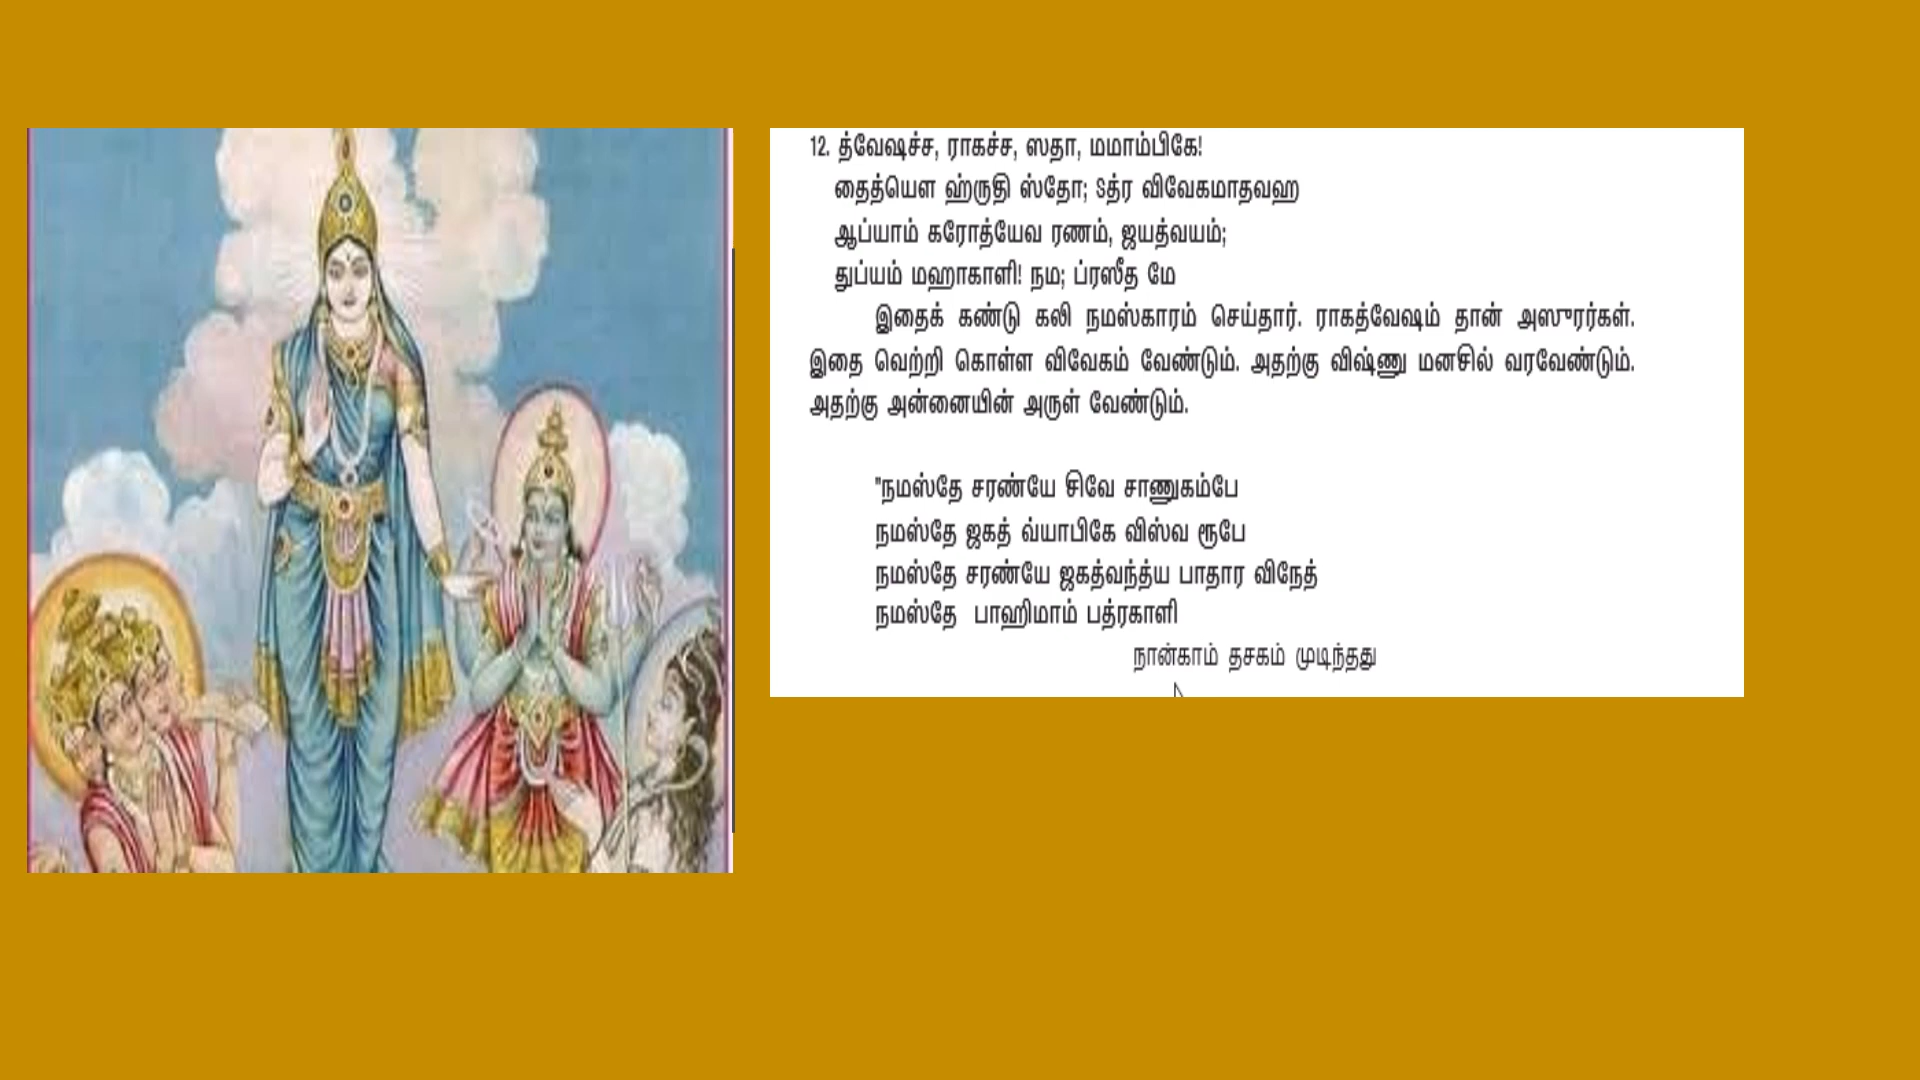 12. த்வேஷச்ச, ராகச்ச, ஸதா, மமாம்பிகே!
தைத்யௌ ஹ்ருதி ஸ்தோ; Sத்ர விவேகமாதவஹ
ஆப்யாம் கரோத்யேவ ரணம், ஜயத்வயம்;
துப்யம் மஹாகாளி! நம; ப்ரஸீத மே
இதைக் கண்டு கலி நமஸ்காரம் செய்தார். ராகத்வேஷம் தான் அஸுரர்கள்.
இதை வெற்றி கொள்ள விவேகம் வேண்டும். அதற்கு விஷ்ணு மனசில் வரவேண்டும்.
அதற்கு அன்னையின் அருள் வேண்டும்.
"நமஸ்தே சரண்யே சிவே சாணுகம்பே
நமஸ்தே ஜகத் வ்யாபிகே விஸ்வ ரூபே
நமஸ்தே சரண்யே ஜகத்வந்த்ய பாதார விநேத்
நமஸ்தே பாஹிமாம் பத்ரகாளி
நான்காம் தசகம் முடிந்தது